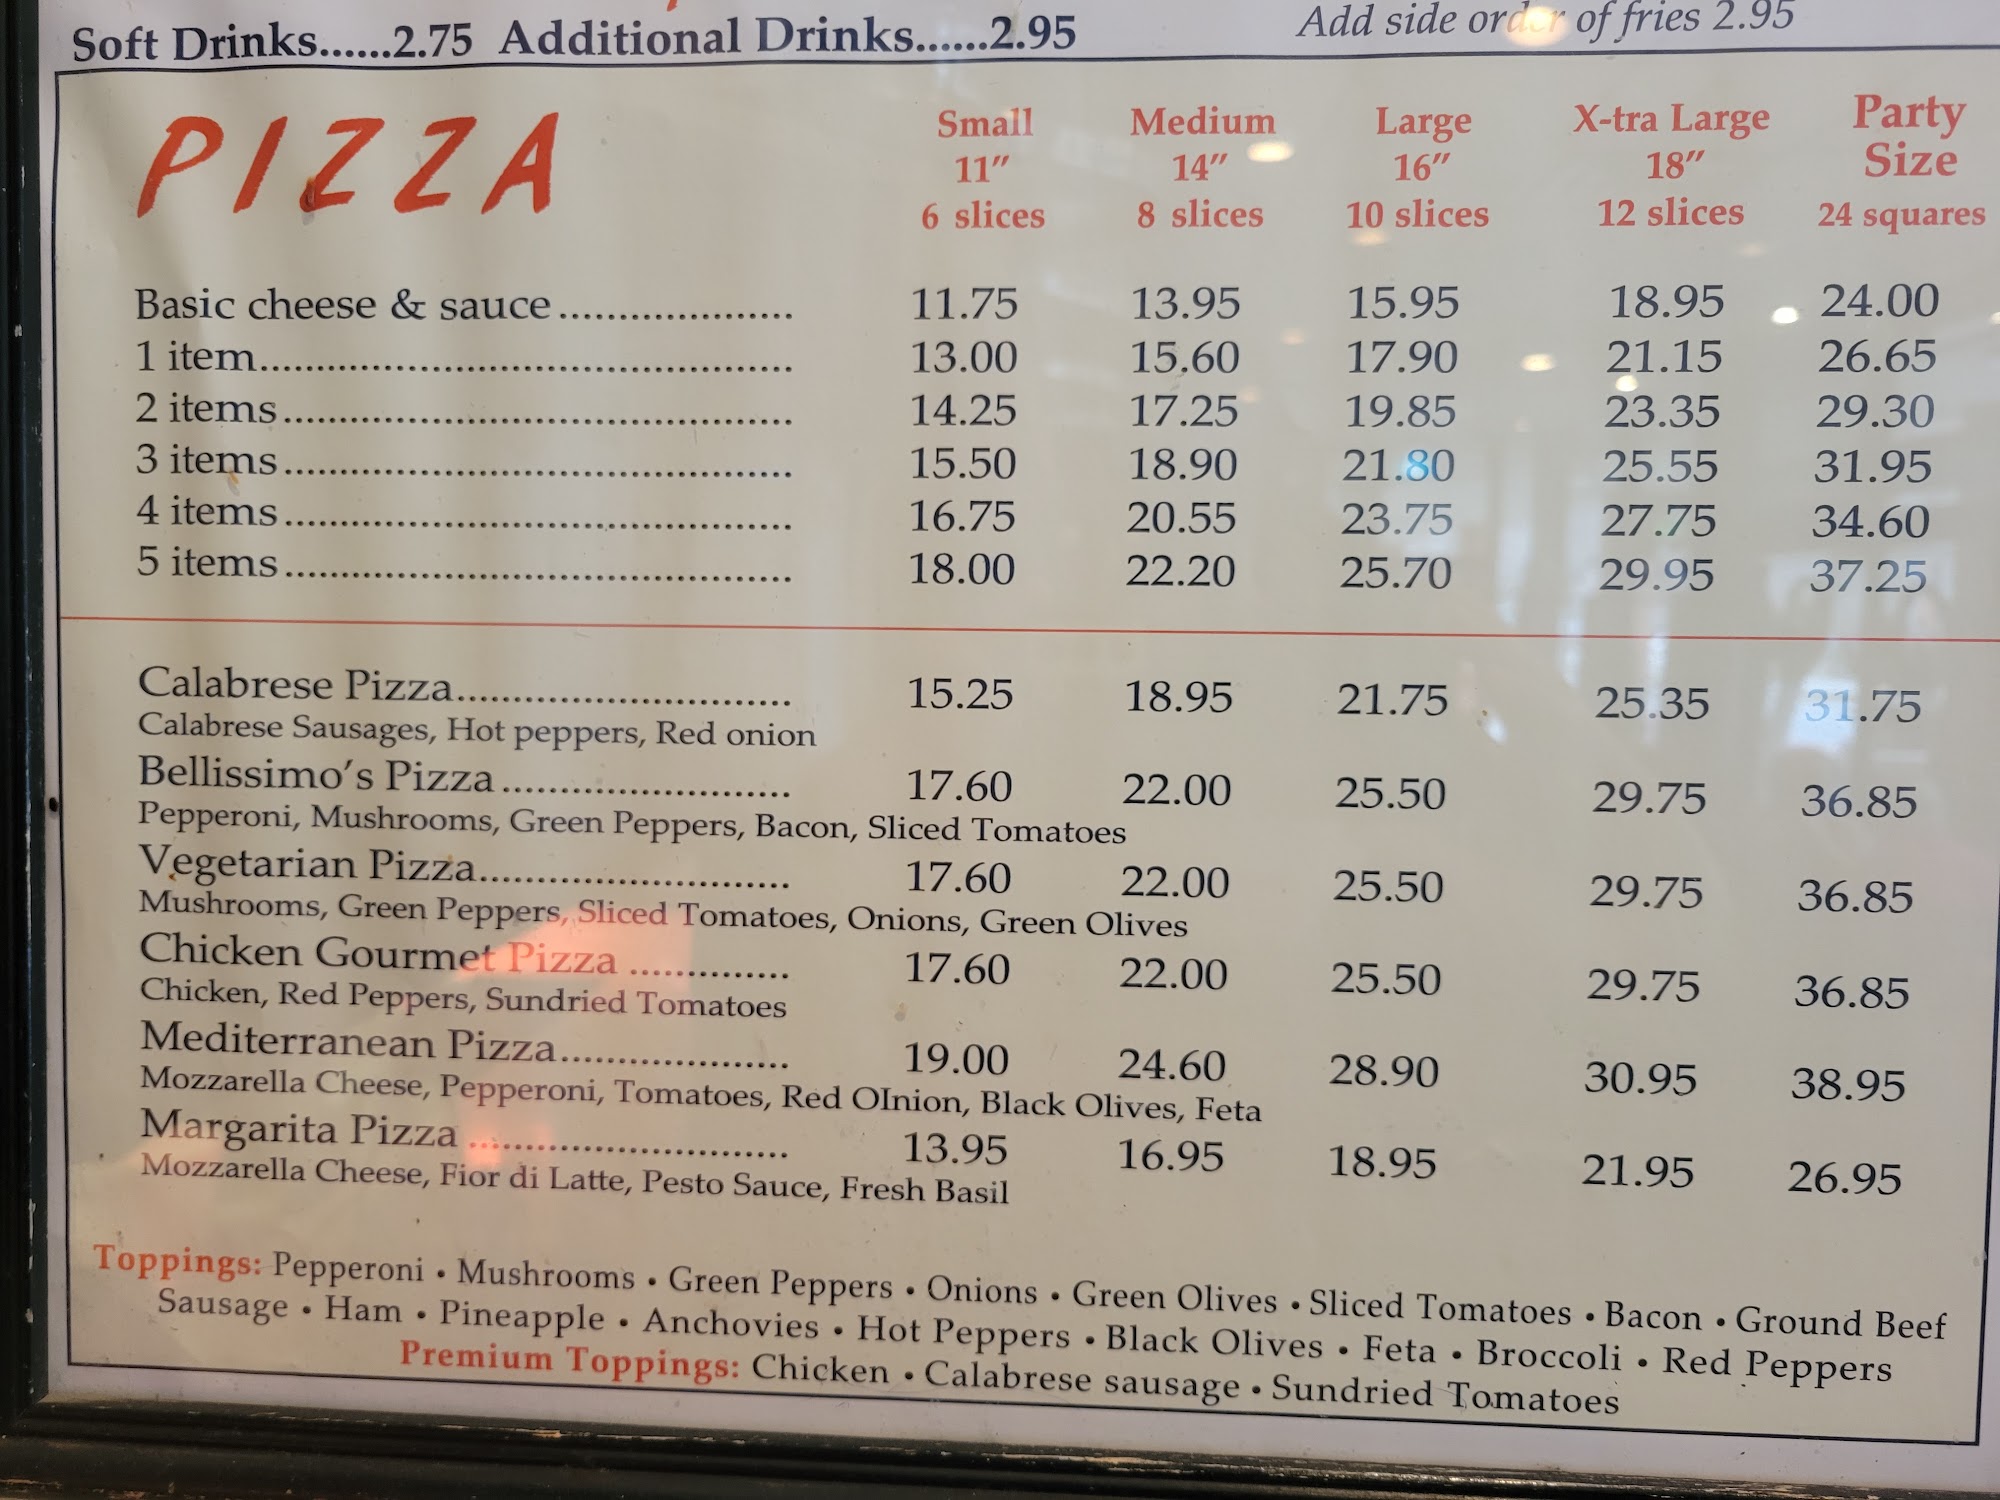 Soft Drinks......2.75 Additional Drinks......2.95 Add side order of fries 2.95
PIZZA
Small Medium Large X-tra Large Party Size
11" 14" 16" 18"
6 slices 8 slices 10 slices 12 slices 24 squares
Basic cheese & sauce..................... 11.75 13.95 15.95 18.95 24.00
1 item................................................ 13.00 15.60 17.90 21.15 26.65
2 items.............................................. 14.25 17.25 19.85 23.35 29.30
3 items.............................................. 15.50 18.90 21.80 25.55 31.95
4 items.............................................. 16.75 20.55 23.75 27.75 34.60
5 items.............................................. 18.00 22.20 25.70 29.95 37.25
Calabrese Pizza.............................. 15.25 18.95 21.75 25.35 31.75
Calabrese Sausages, Hot peppers, Red onion
Bellissimo's Pizza.......................... 17.60 22.00 25.50 29.75 36.85
Pepperoni, Mushrooms, Green Peppers, Bacon, Sliced Tomatoes
Vegetarian Pizza............................ 17.60 22.00 25.50 29.75 36.85
Mushrooms, Green Peppers, Sliced Tomatoes, Onions, Green Olives
Chicken Gourmet Pizza .............. 17.60 22.00 25.50 29.75 36.85
Chicken, Red Peppers, Sundried Tomatoes
Mediterranean Pizza.................... 19.00 24.60 28.90 30.95 38.95
Mozzarella Cheese, Pepperoni, Tomatoes, Red OInion, Black Olives, Feta
Margarita Pizza ............................ 13.95 16.95 18.95 21.95 26.95
Mozzarella Cheese, Fior di Latte, Pesto Sauce, Fresh Basil
Toppings: Pepperoni • Mushrooms • Green Peppers • Onions • Green Olives • Sliced Tomatoes • Bacon • Ground Beef
Sausage • Ham • Pineapple • Anchovies • Hot Peppers • Black Olives • Feta • Broccoli • Red Peppers
Premium Toppings: Chicken • Calabrese sausage • Sundried Tomatoes